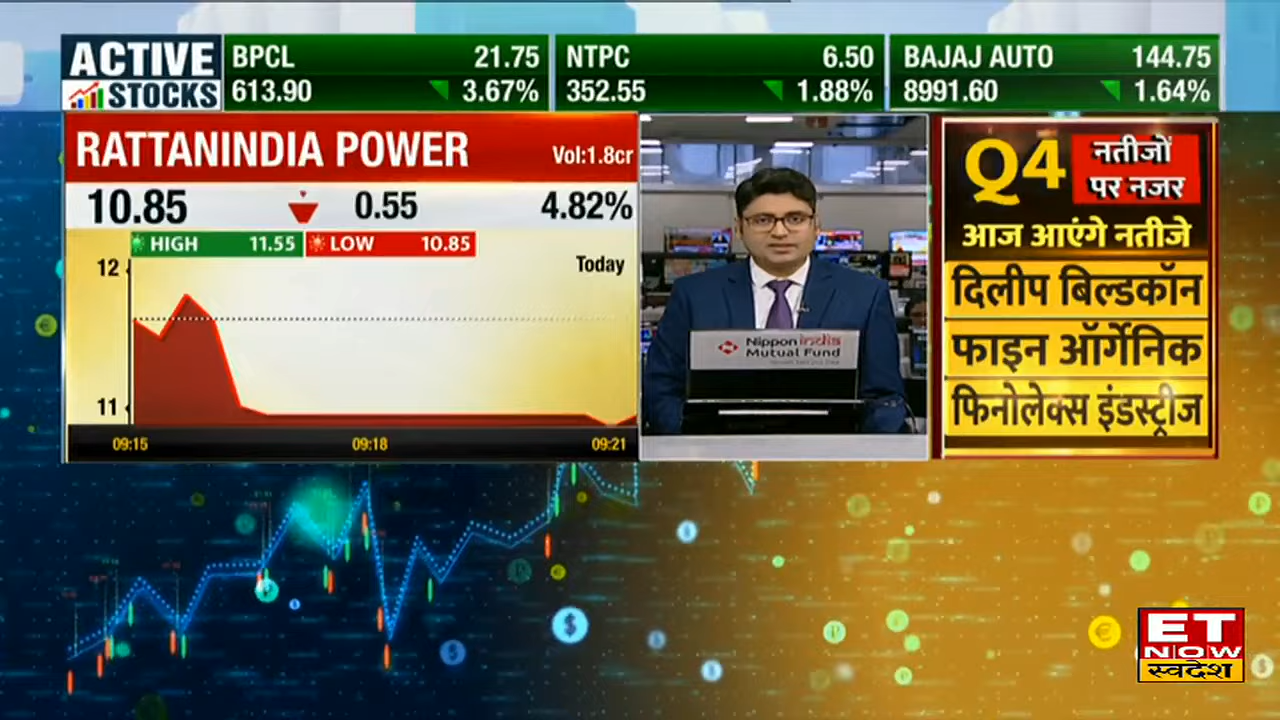 ACTIVE STOCKS
BPCL 21.75
613.90 3.67%
NTPC 6.50
352.55 1.88%
BAJAJ AUTO 144.75
8991.60 1.64%
RATTANINDIA POWER Vol:1.8cr
10.85 0.55 4.82%
HIGH 11.55 LOW 10.85
Today
12
11
09:15 09:18 09:21
Nippon india
Mutual Fund
Q4 नतीजों
पर नजर
आज आएंगे नतीजे
दिलीप बिल्डकॉन
फाइन ऑर्गेनिक
फिनोलेक्स इंडस्ट्रीज
ET
NOW
स्वदेश